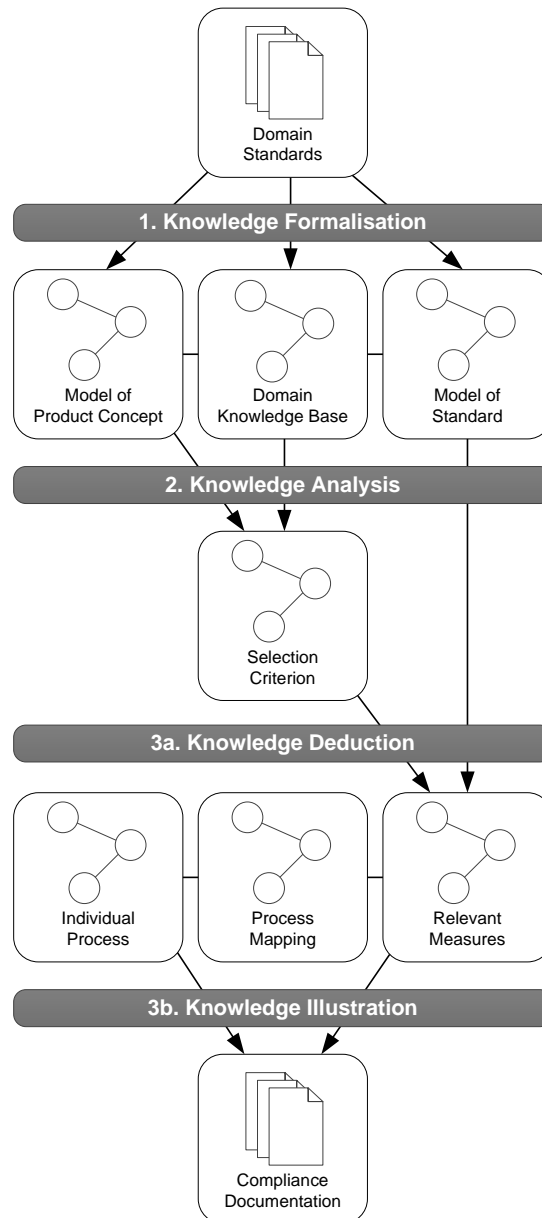 Domain
Standards
1. Knowledge Formalisation
Model of
Product Concept
Domain
Knowledge Base
Model of
Standard
2. Knowledge Analysis
Selection
Criterion
3a. Knowledge Deduction
Individual
Process
Process
Mapping
Relevant
Measures
3b. Knowledge Illustration
Compliance
Documentation